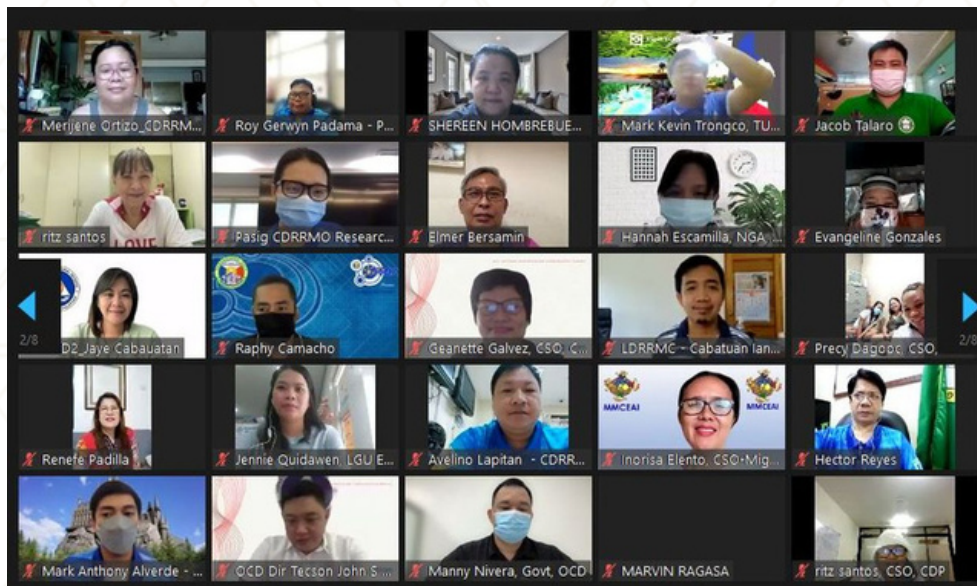 Merijene Ortizo_CDRRM...
Roy Gerwyn Padama - P...
SHEREEN HOMBREBUE...
Mark Kevin Trongco, TU...
Jacob Talaro
ritz santos
LOVE
Pasig CDRRMO Researc...
Elmer Bersamin
Hannah Escamilla, NGA, ...
Evangeline Gonzales
2/8
D2_Jaye Cabauatan
Raphy Camacho
Geanette Galvez, CSO, C...
LDRRMC - Cabatuan Ian...
Precy Dagooc, CSO,
2/8
Renefe Padilla
Jennie Quidawen, LGU E...
Avelino Lapitan - CDRR...
MMCEAI
MMCEAI
Inorisa Elento, CSO+Mig...
Hector Reyes
Mark Anthony Alverde - ...
OCD Dir Tecson John S ...
Manny Nivera, Govt, OCD
MARVIN RAGASA
ritz santos, CSO, CDP